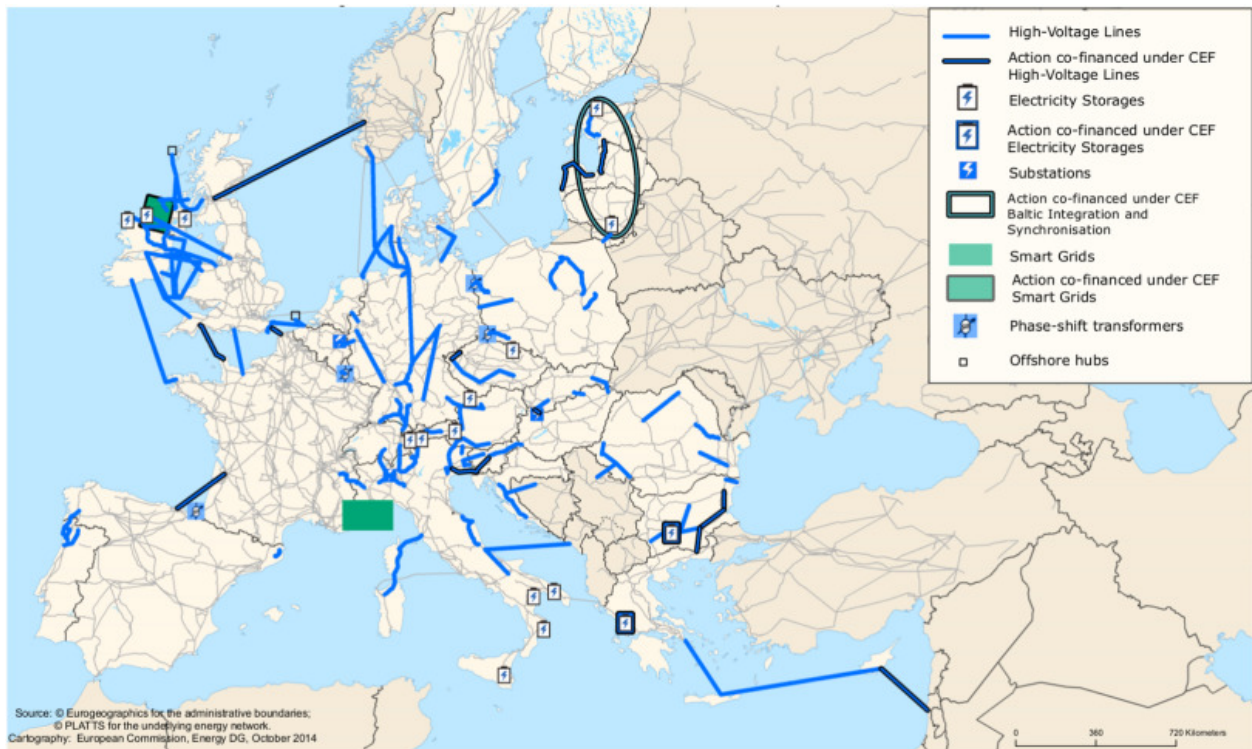 High-Voltage Lines
Action co-financed under CEF
High-Voltage Lines
Electricity Storages
Action co-financed under CEF
Electricity Storages
Substations
Action co-financed under CEF
Baltic Integration and
Synchronisation
Smart Grids
Action co-financed under CEF
Smart Grids
Phase-shift transformers
Offshore hubs
Source: © Eurogeographics for the administrative boundaries;
© PLATTS for the underlying energy network.
Cartography: European Commission, Energy DG, October 2014
0 360 720 Kilometers